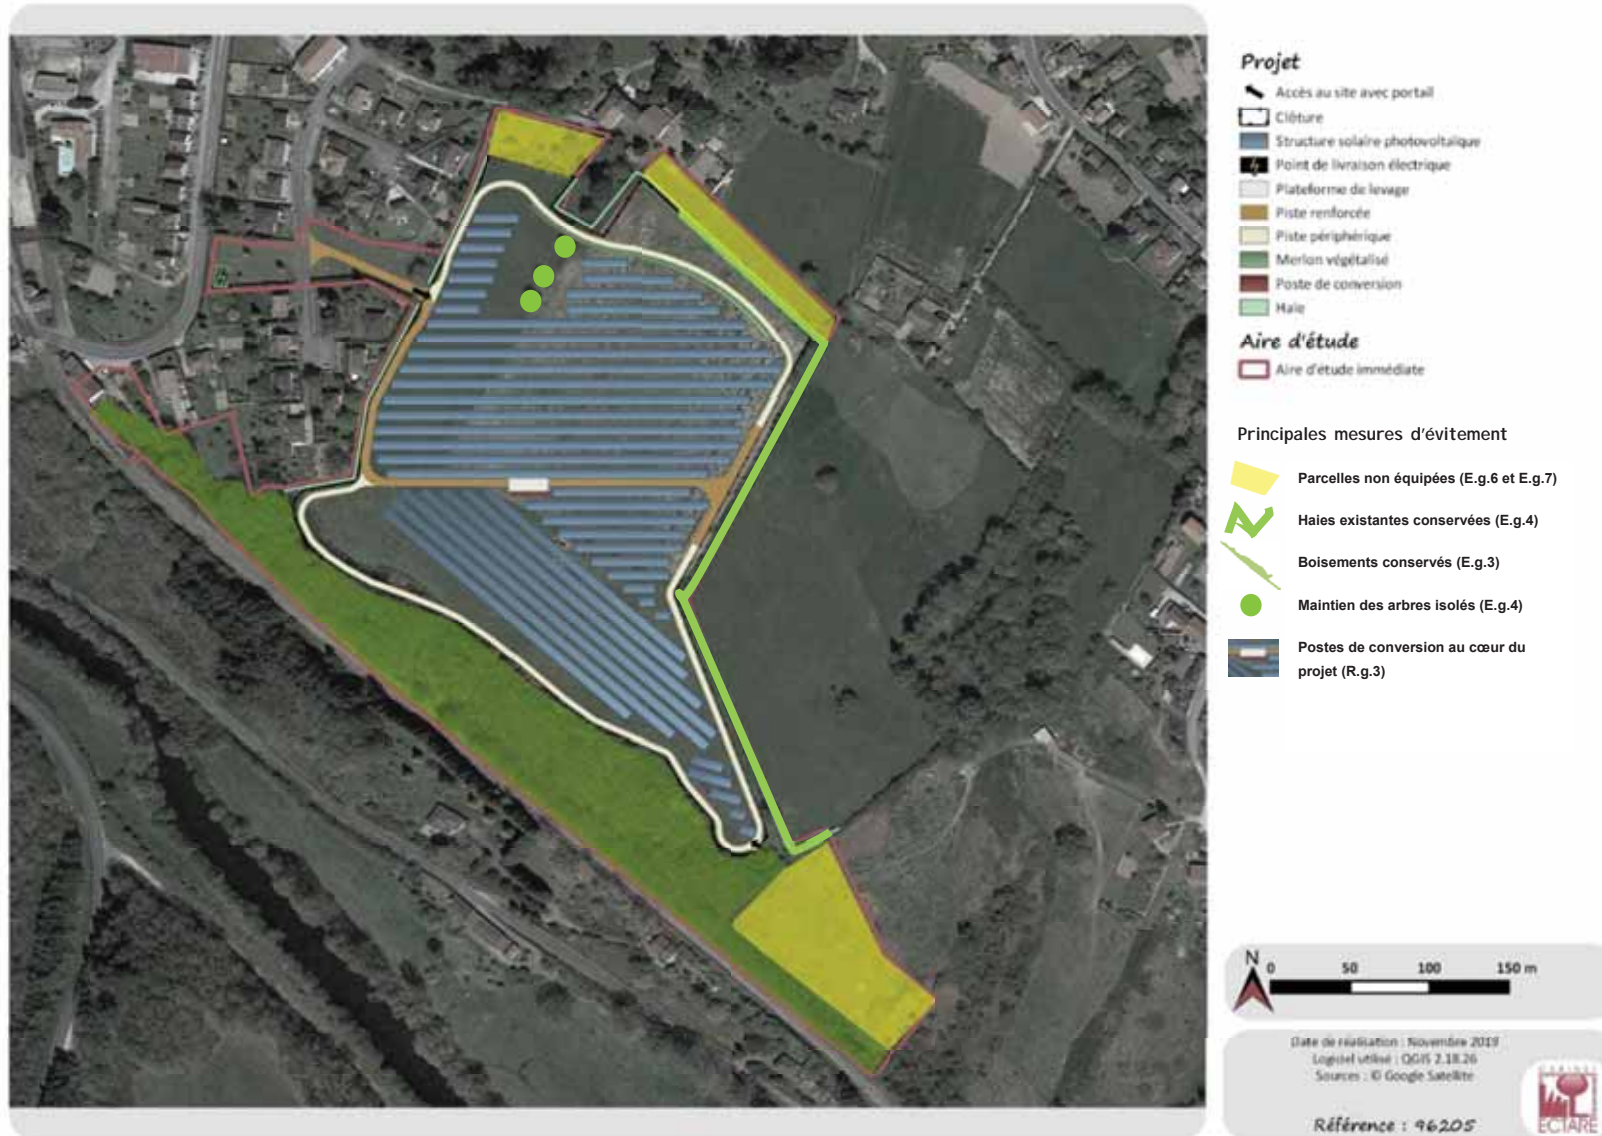 Projet
Accès au site avec portail
Clôture
Structure solaire photovoltaïque
Point de livraison électrique
Plateforme de levage
Piste renforcée
Piste périphérique
Merlon végétalisé
Poste de conversion
Haie
Aire d'étude
Aire d'étude immédiate
Principales mesures d'évitement
Parcelles non équipées (E.g.6 et E.g.7)
Haies existantes conservées (E.g.4)
Boisements conservés (E.g.3)
Maintien des arbres isolés (E.g.4)
Postes de conversion au cœur du
projet (R.g.3)
N
0 50 100 150 m
Date de réalisation : Novembre 2019
Logiciel utilisé : QGIS 2.18.26
Sources : © Google Satellite
Référence : 96205
CABINET
ECTARE